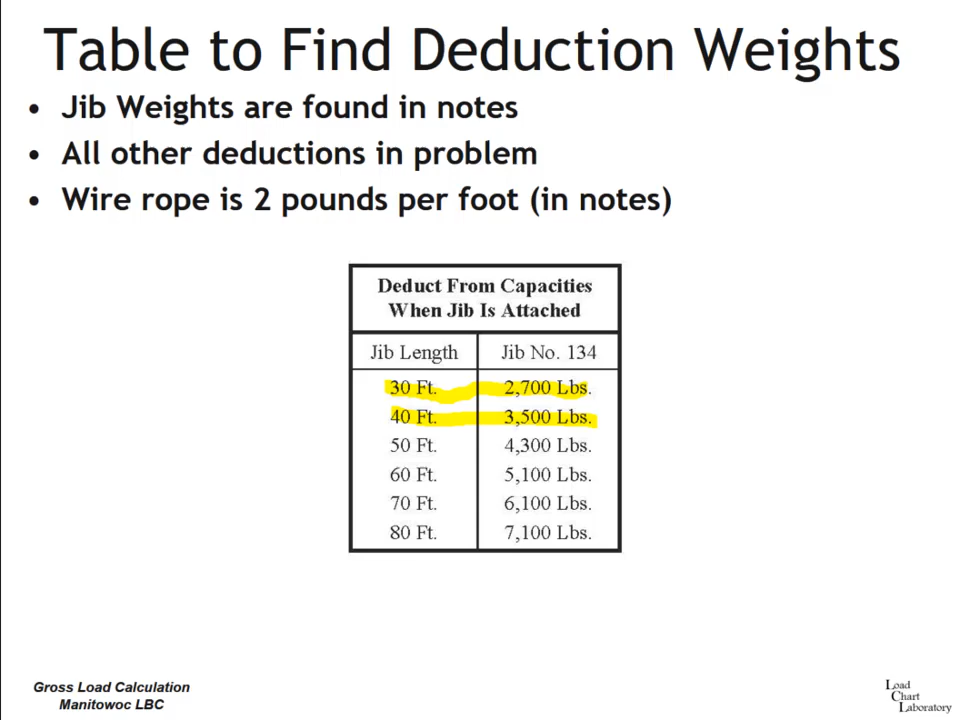 Table to Find Deduction Weights
• Jib Weights are found in notes
• All other deductions in problem
• Wire rope is 2 pounds per foot (in notes)
Deduct From Capacities
When Jib Is Attached
Jib Length Jib No. 134
30 Ft. 2,700 Lbs.
40 Ft. 3,500 Lbs.
50 Ft. 4,300 Lbs.
60 Ft. 5,100 Lbs.
70 Ft. 6,100 Lbs.
80 Ft. 7,100 Lbs.
Gross Load Calculation
Manitowoc LBC
Load
Chart
Laboratory